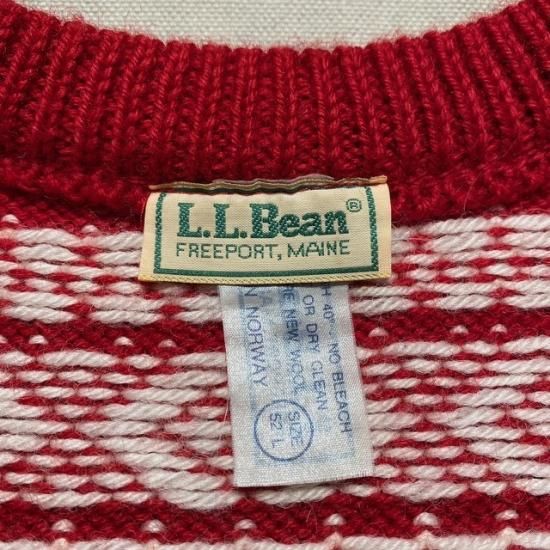 L.L.Bean®
FREEPORT, MAINE
H 40° NO BLEACH
OR DRY CLEAN
RE NEW WOOL
N NORWAY
SIZE
52-L